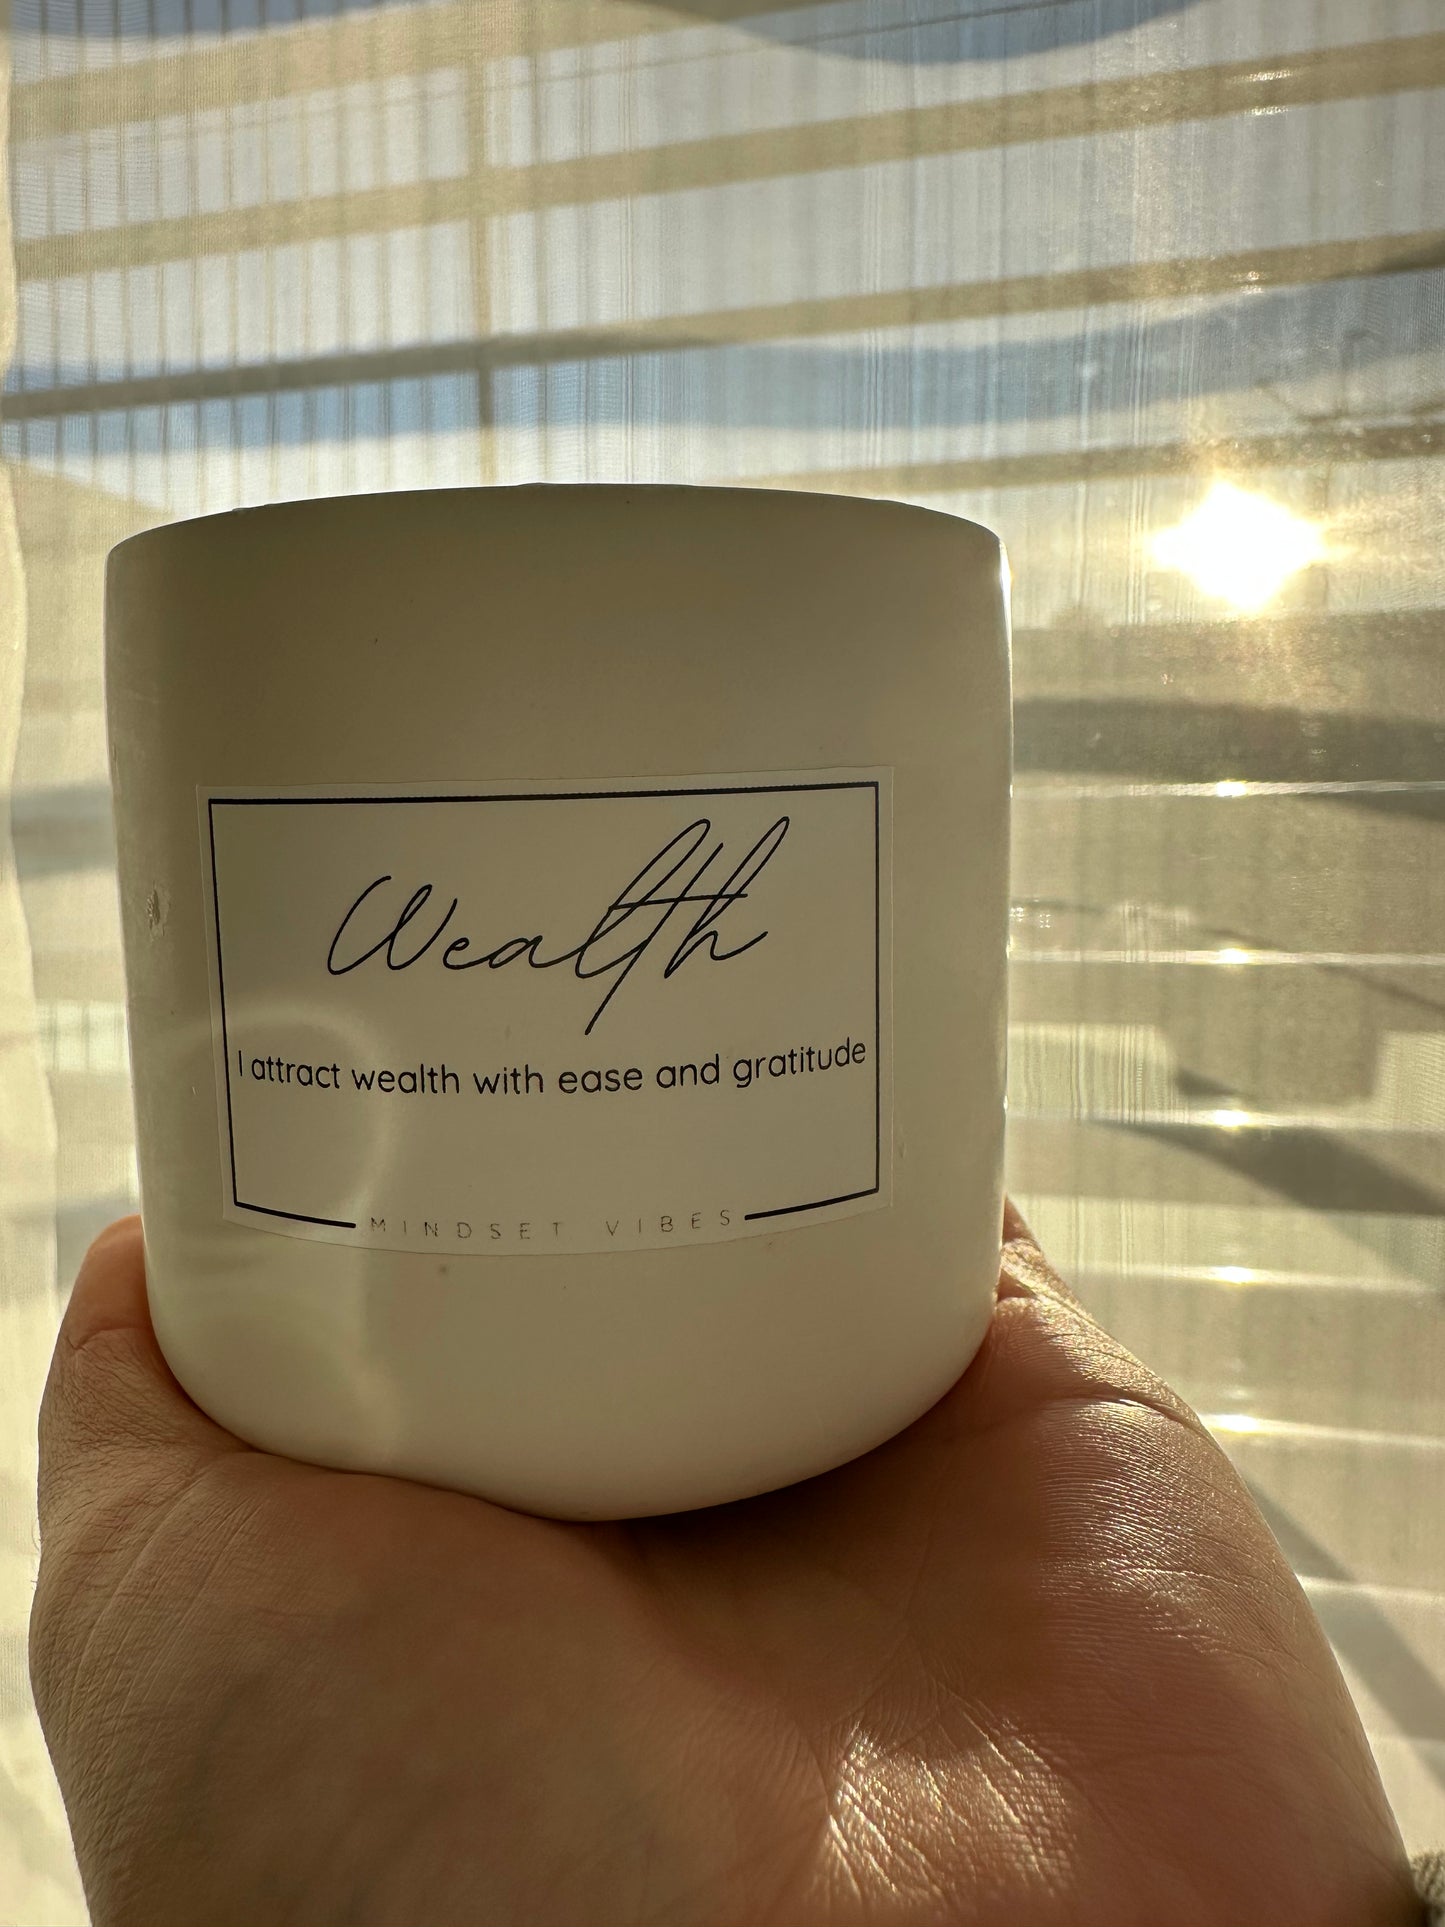 Wealth
I attract wealth with ease and gratitude
MINDSET VIBES